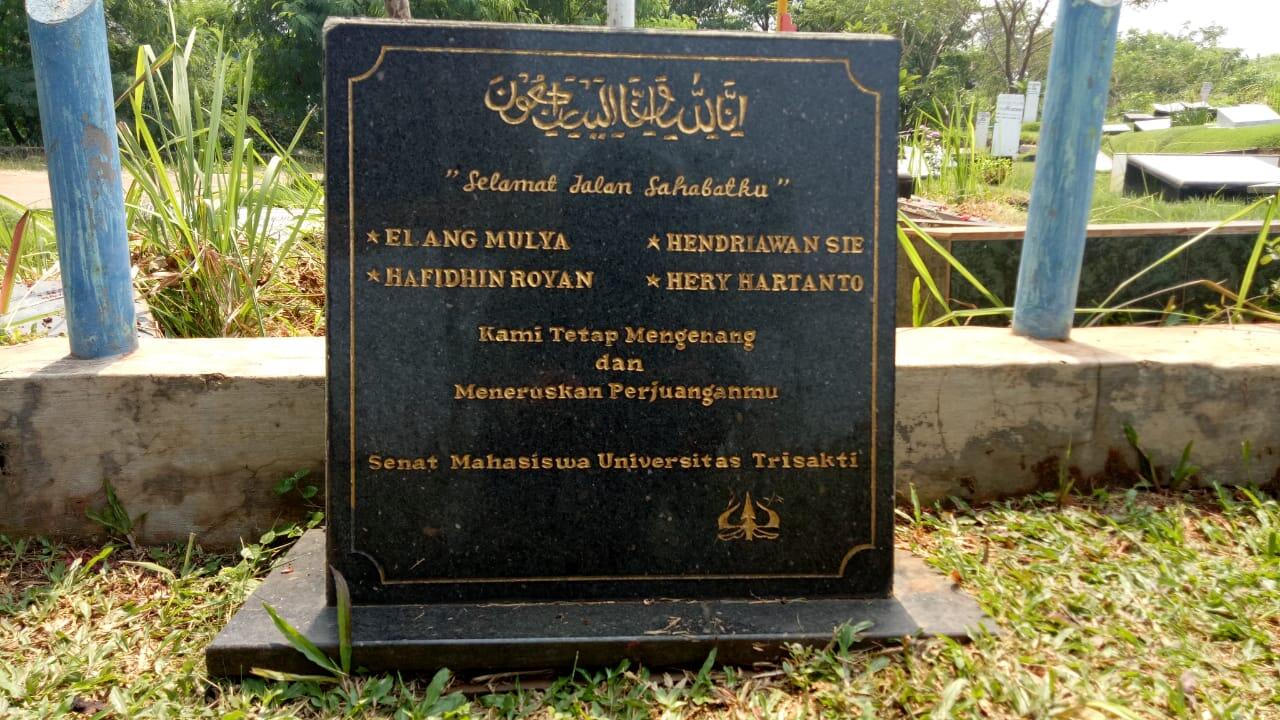 إنا لله وإنا إليه راجعون
"Selamat Jalan Sahabatku"
★ELANG MULYA ★HENDRIAWAN SIE
★HAFIDHIN ROYAN ★HERY HARTANTO
Kami Tetap Mengenang
dan
Meneruskan Perjuanganmu
Senat Mahasiswa Universitas Trisakti